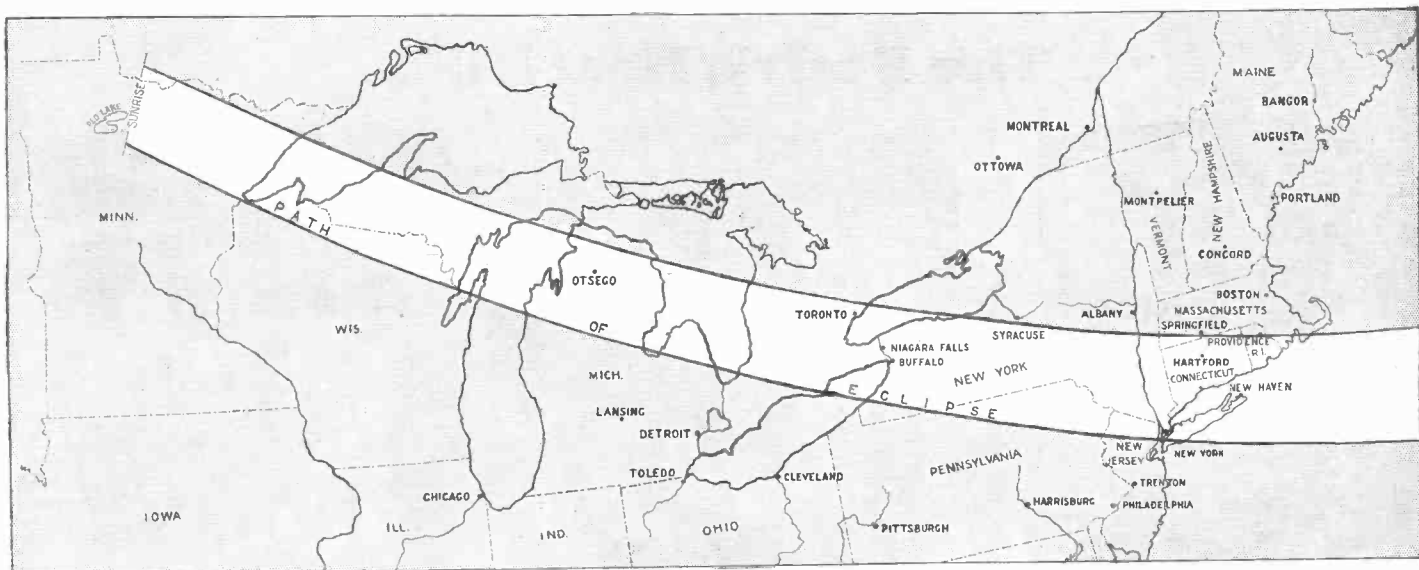 RED LAKE
SUNRISE
MINN.
PATH
OF
ECLIPSE
WIS.
IOWA
ILL.
CHICAGO
IND.
OTSEGO
MICH.
LANSING
DETROIT
TOLEDO
OHIO
CLEVELAND
TORONTO
NIAGARA FALLS
BUFFALO
NEW YORK
SYRACUSE
PENNSYLVANIA
PITTSBURGH
HARRISBURG
NEW
JERSEY
TRENTON
PHILADELPHIA
NEW YORK
OTTOWA
MONTREAL
MAINE
BANGOR
AUGUSTA
PORTLAND
NEW HAMPSHIRE
MONTPELIER
VERMONT
CONCORD
ALBANY
BOSTON
MASSACHUSETTS
SPRINGFIELD
PROVIDENCE
R.I.
HARTFORD
CONNECTICUT
NEW HAVEN